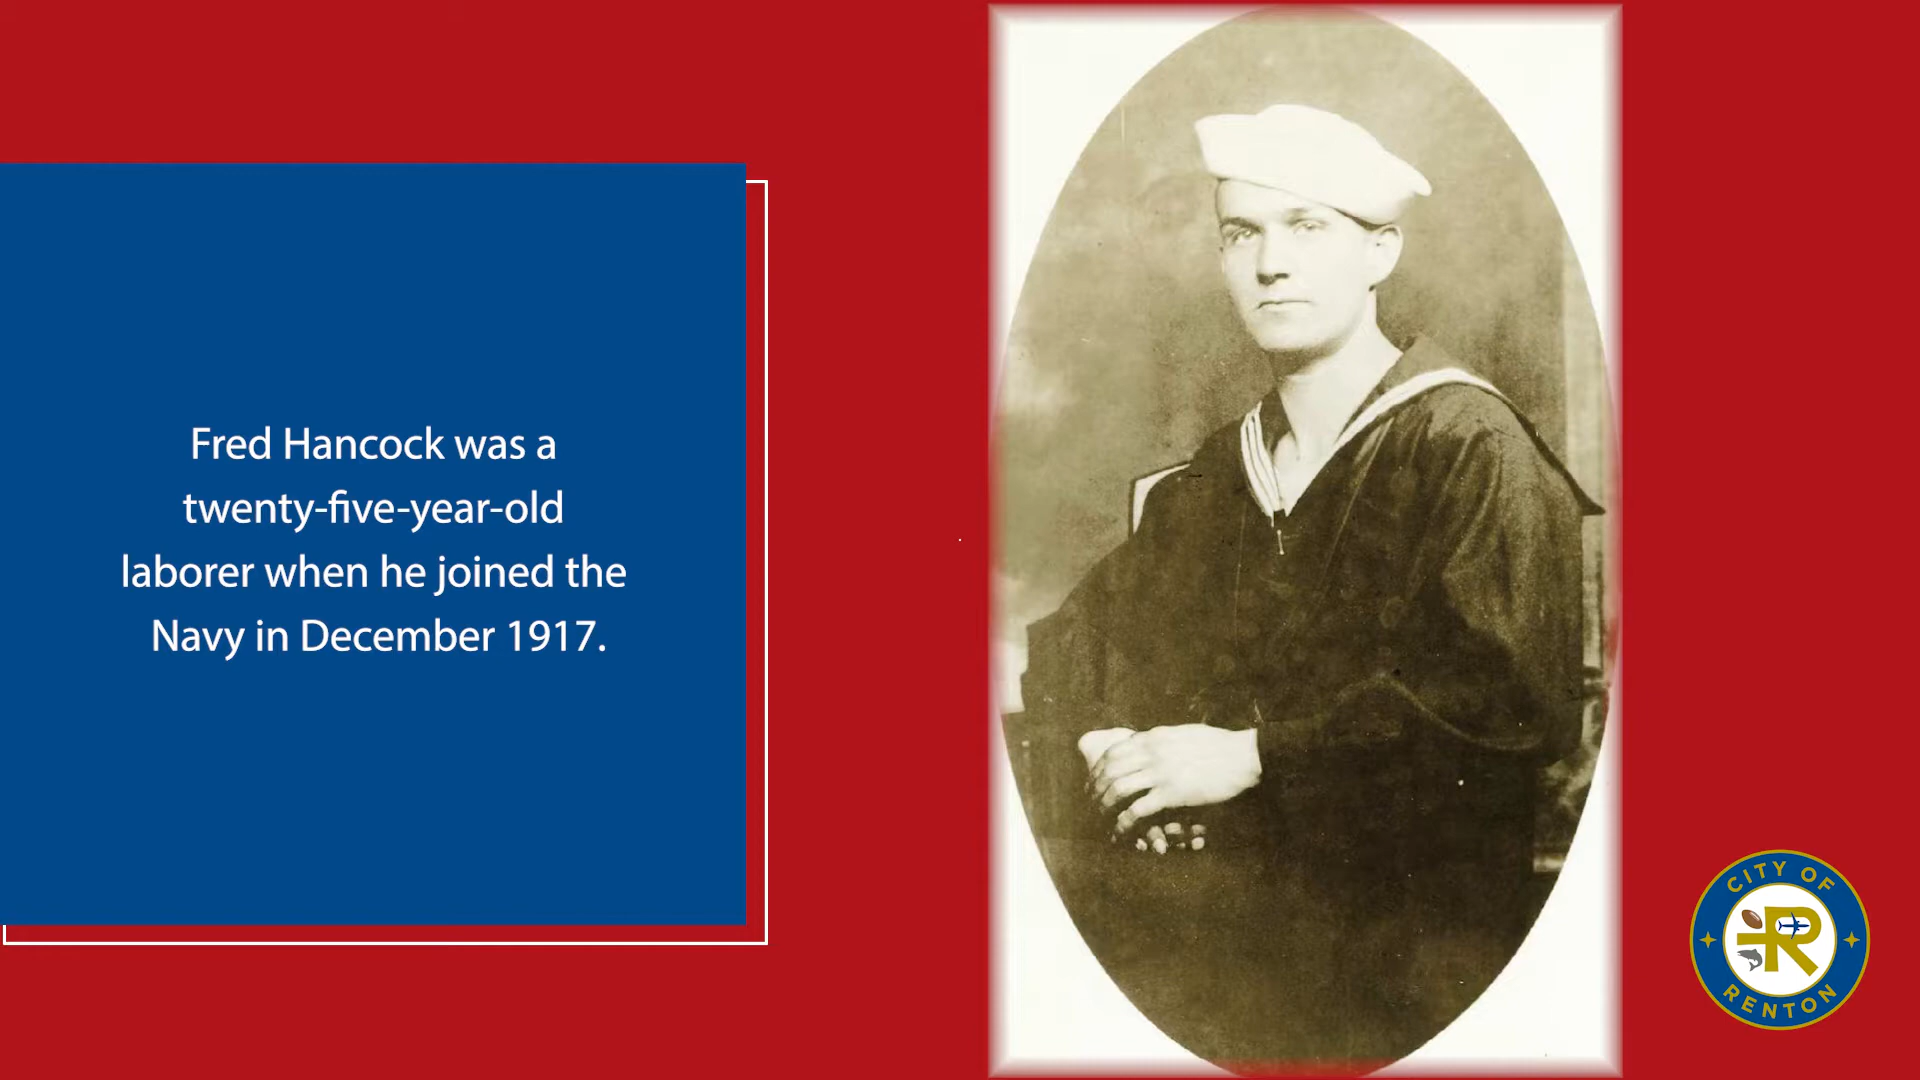 Fred Hancock was a
twenty-five-year-old
laborer when he joined the
Navy in December 1917.
CITY OF
R
RENTON